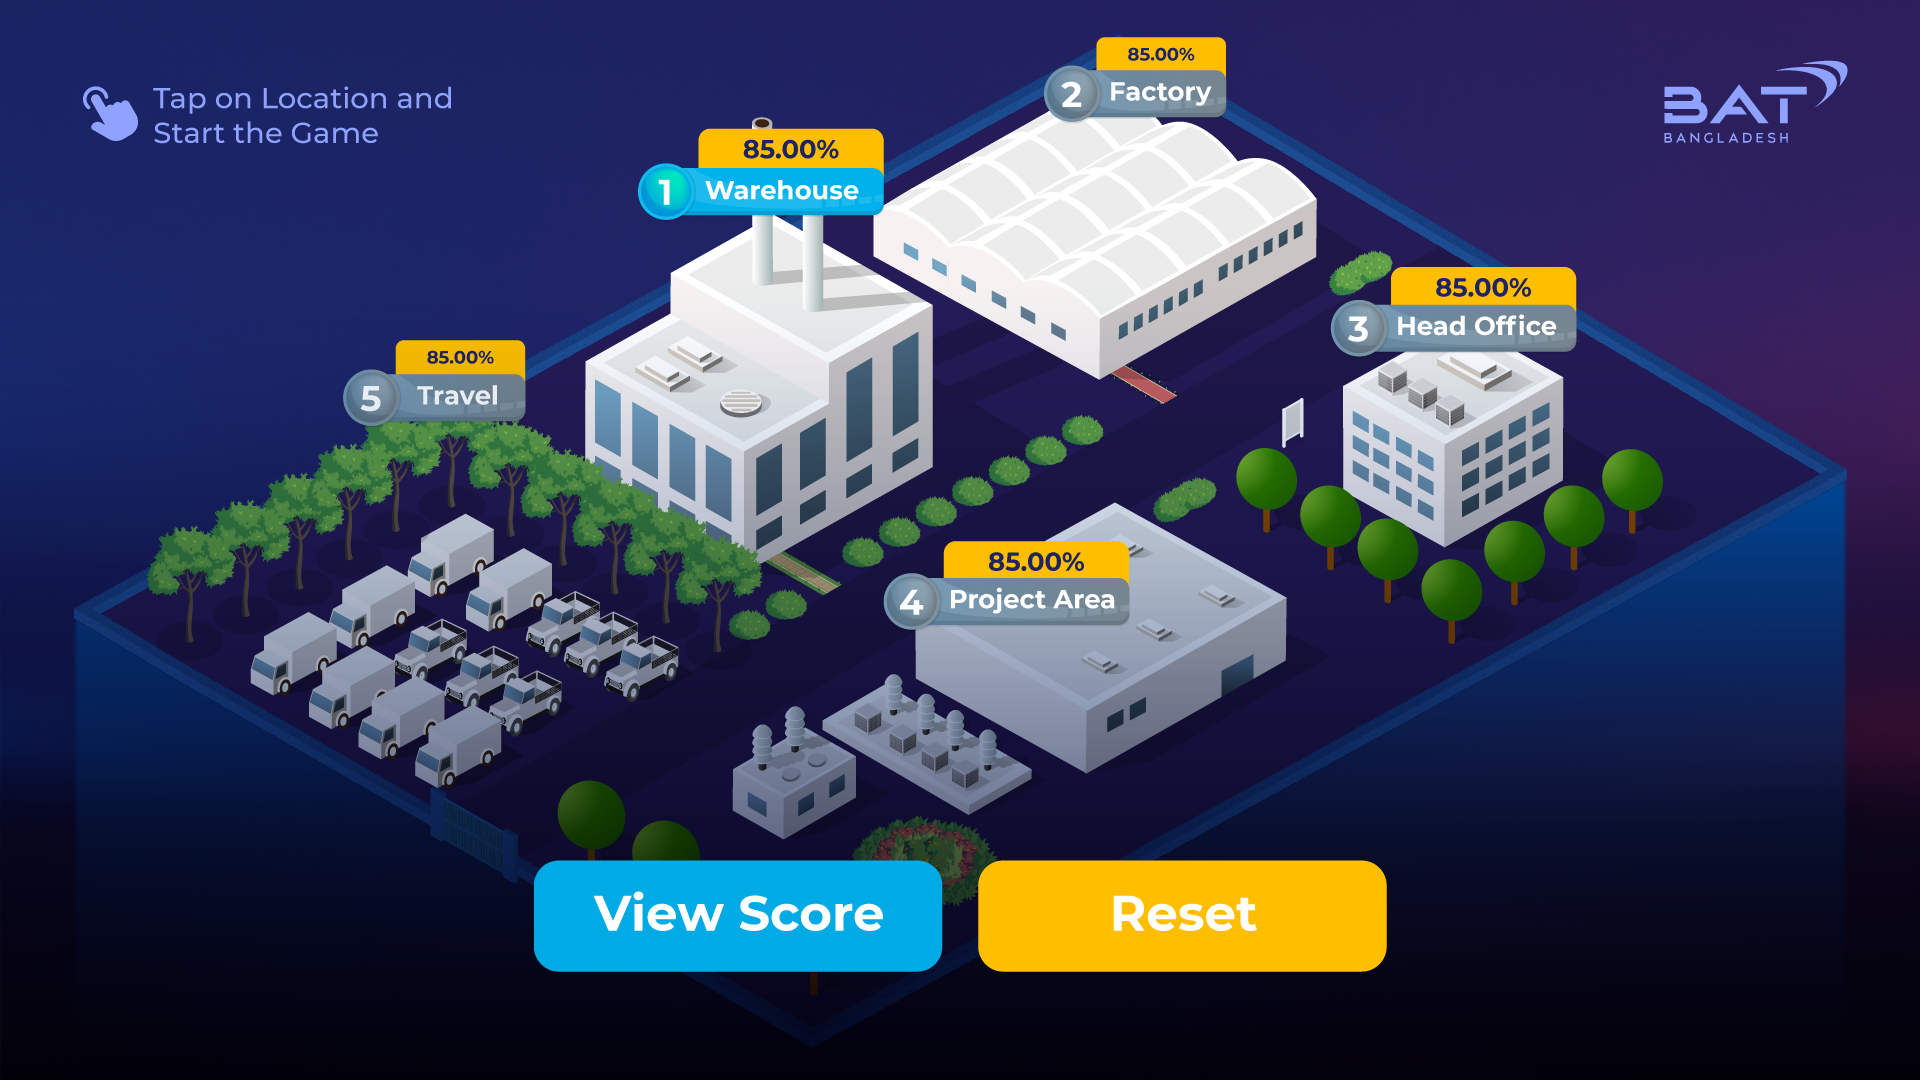 Tap on Location and
Start the Game
BAT
BANGLADESH
85.00%
1 Warehouse
85.00%
2 Factory
85.00%
3 Head Office
85.00%
4 Project Area
85.00%
5 Travel
View Score
Reset